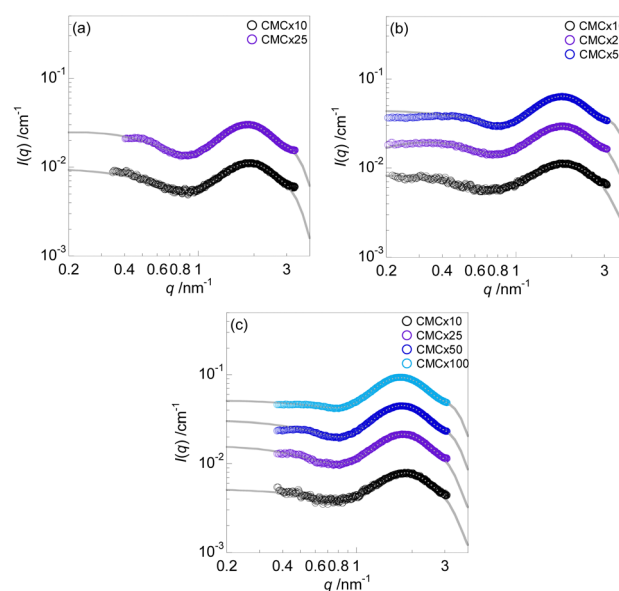 (a)
CMCx10
CMCx25
10⁻¹
10⁻²
10⁻³
I(q) /cm⁻¹
0.2 0.4 0.6 0.8 1 3
q /nm⁻¹
(b)
CMCx1
CMCx2
CMCx5
10⁻¹
10⁻²
10⁻³
I(q) /cm⁻¹
0.2 0.4 0.6 0.8 1 3
q /nm⁻¹
(c)
CMCx10
CMCx25
CMCx50
CMCx100
10⁻¹
10⁻²
10⁻³
I(q) /cm⁻¹
0.2 0.4 0.6 0.8 1 3
q /nm⁻¹